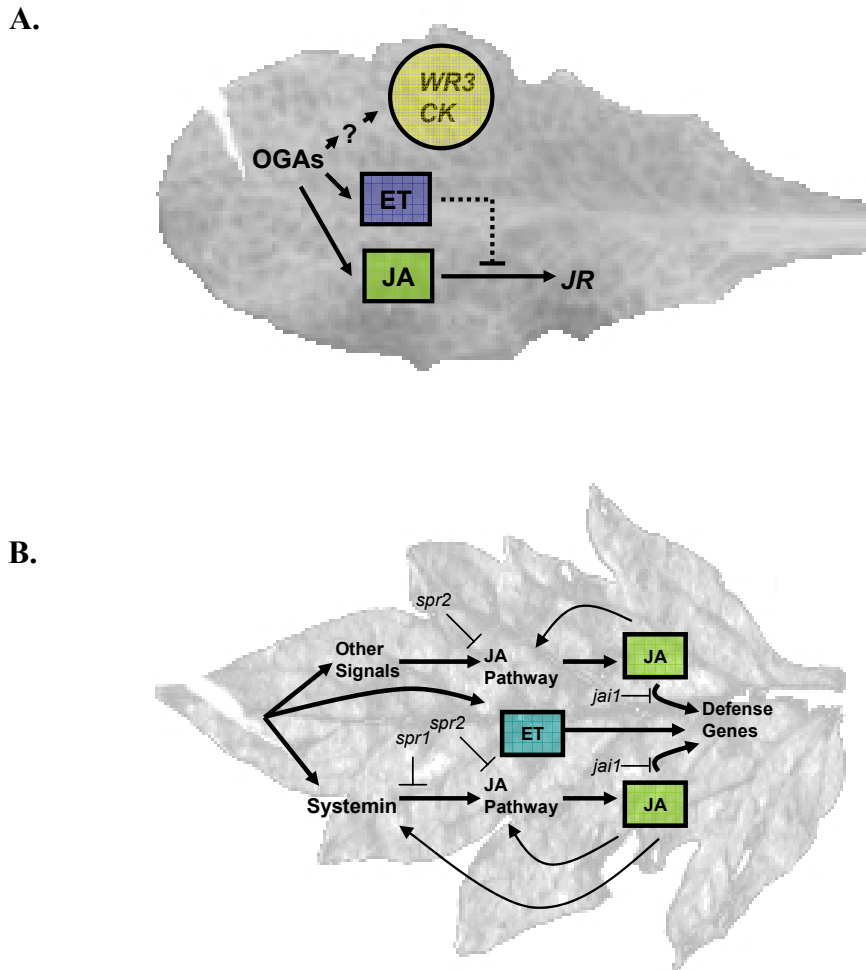 A.
WR3
CK
?
OGAs
ET
JA
JR
B.
spr2
Other
Signals
JA
Pathway
JA
jai1
Defense
Genes
ET
spr1
spr2
jai1
Systemin
JA
Pathway
JA